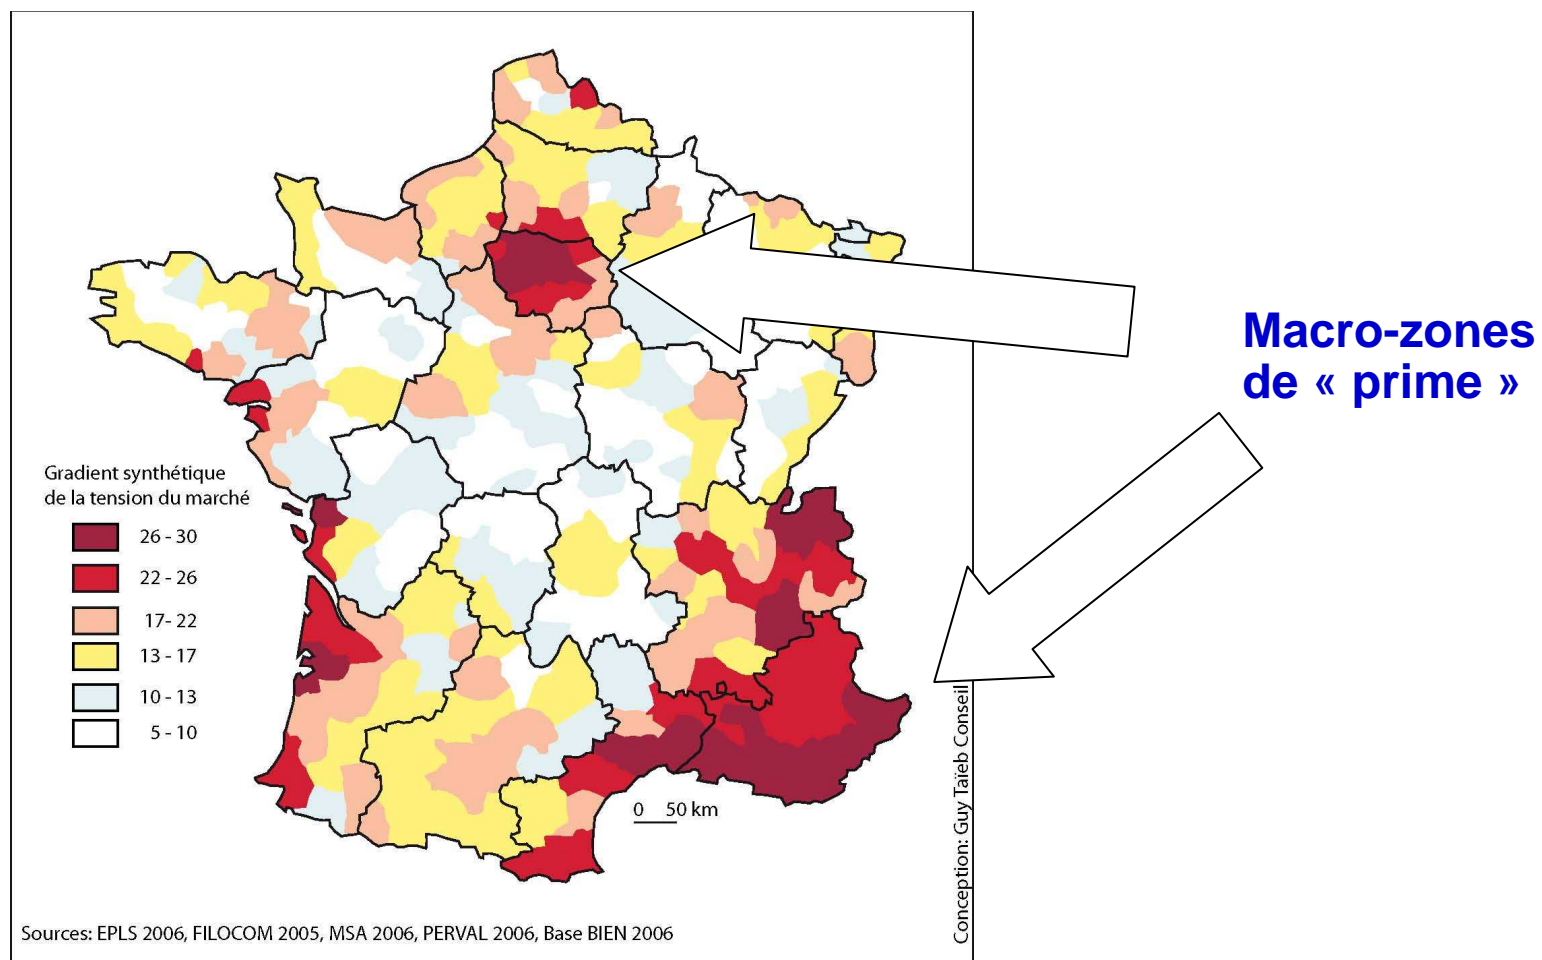 Macro-zones
de « prime »
Gradient synthétique
de la tension du marché
26 - 30
22 - 26
17- 22
13 - 17
10 - 13
5 - 10
0 50 km
Conception: Guy Taïeb Conseil
Sources: EPLS 2006, FILOCOM 2005, MSA 2006, PERVAL 2006, Base BIEN 2006